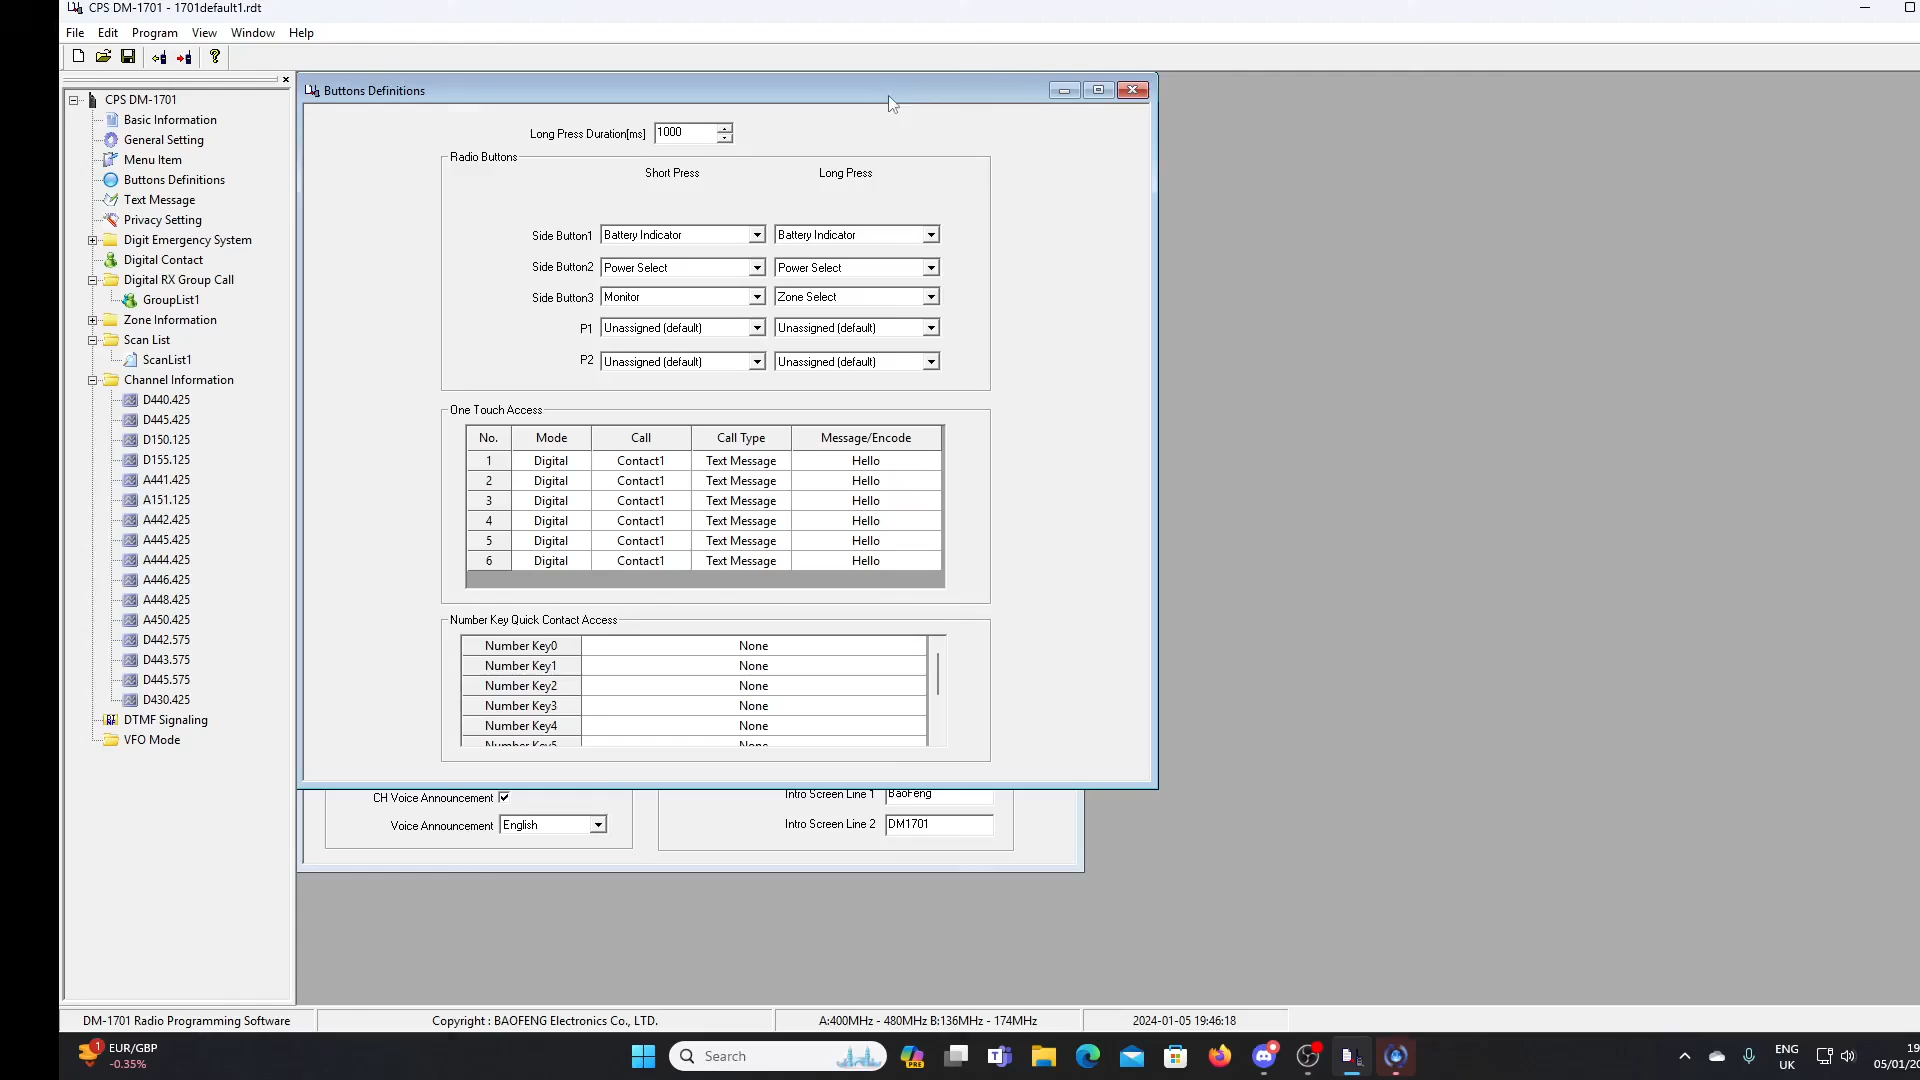 CPS DM-1701 - 1701default1.rdt
File Edit Program View Window Help
CPS DM-1701
Basic Information
General Setting
Menu Item
Buttons Definitions
Text Message
Privacy Setting
Digit Emergency System
Digital Contact
Digital RX Group Call
GroupList1
Zone Information
Scan List
ScanList1
Channel Information
D440.425
D445.425
D150.125
D155.125
A441.425
A151.125
A442.425
A445.425
A444.425
A446.425
A448.425
A450.425
D442.575
D443.575
D445.575
D430.425
DTMF Signaling
VFO Mode
Buttons Definitions
Long Press Duration[ms] 1000
Radio Buttons
Short Press Long Press
Side Button1 Battery Indicator Battery Indicator
Side Button2 Power Select Power Select
Side Button3 Monitor Zone Select
P1 Unassigned (default) Unassigned (default)
P2 Unassigned (default) Unassigned (default)
One Touch Access
No. Mode Call Call Type Message/Encode
1 Digital Contact1 Text Message Hello
2 Digital Contact1 Text Message Hello
3 Digital Contact1 Text Message Hello
4 Digital Contact1 Text Message Hello
5 Digital Contact1 Text Message Hello
6 Digital Contact1 Text Message Hello
Number Key Quick Contact Access
Number Key0 None
Number Key1 None
Number Key2 None
Number Key3 None
Number Key4 None
Number Key5 None
CH Voice Announcement
Voice Announcement English
Intro Screen Line 1 BaoFeng
Intro Screen Line 2 DM1701
DM-1701 Radio Programming Software Copyright : BAOFENG Electronics Co., LTD. A:400MHz - 480MHz B:136MHz - 174MHz 2024-01-05 19:46:18
1
EUR/GBP
-0.35%
Search
PRE
ENG
UK
19
05/01/20